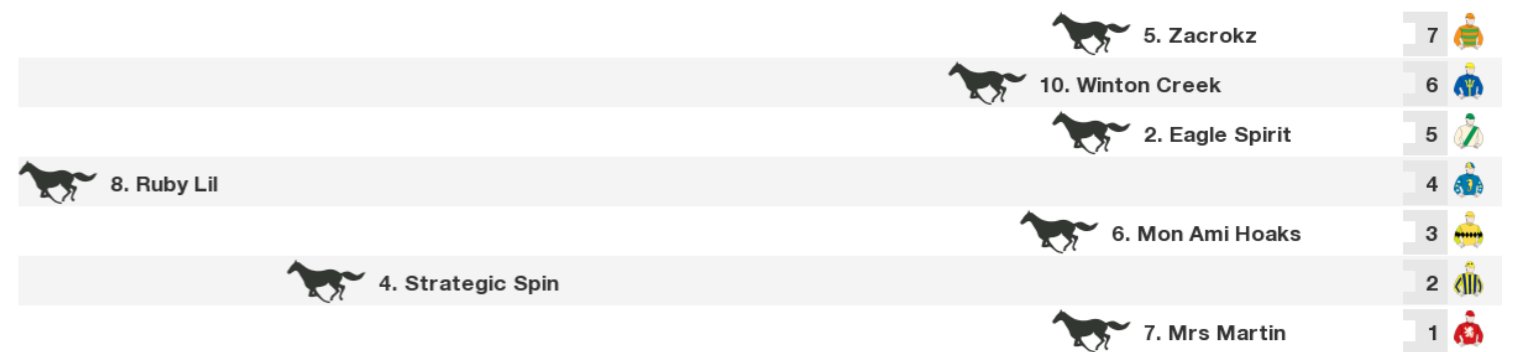 5. Zacrokz 7
10. Winton Creek 6
2. Eagle Spirit 5
8. Ruby Lil 4
6. Mon Ami Hoaks 3
4. Strategic Spin 2
7. Mrs Martin 1